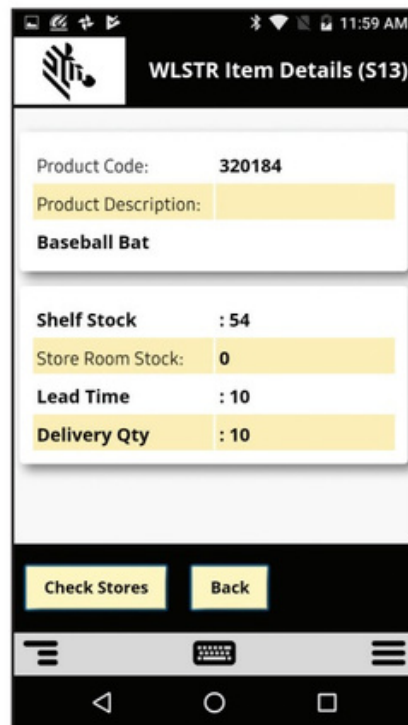 11:59 AM
WLSTR Item Details (S13)
Product Code: 320184
Product Description:
Baseball Bat
Shelf Stock : 54
Store Room Stock: 0
Lead Time : 10
Delivery Qty : 10
Check Stores Back